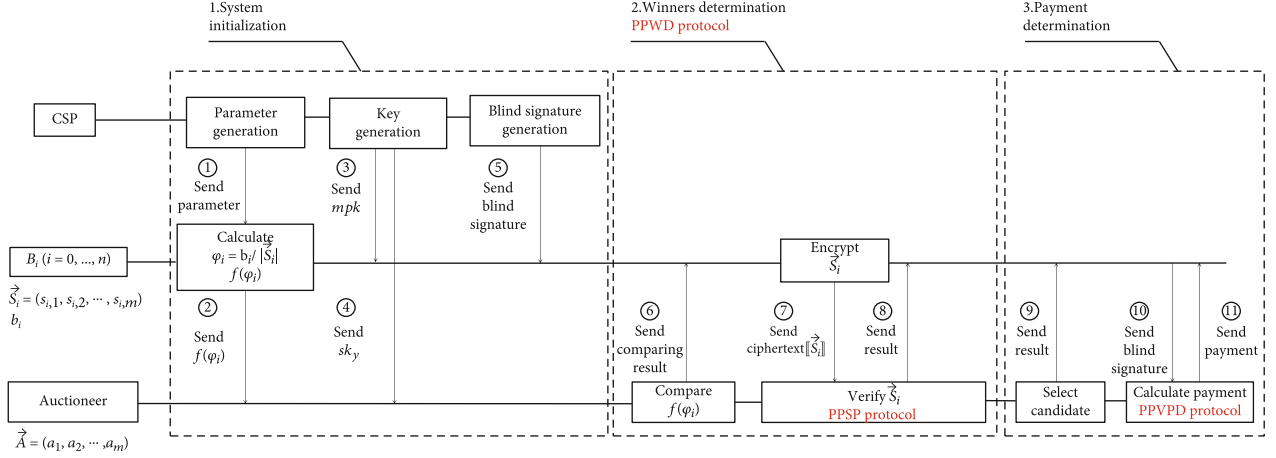 1.System
initialization
2.Winners determination
PPWD protocol
3.Payment
determination
CSP
Parameter
generation
Key
generation
Blind signature
generation
1
Send
parameter
3
Send
mpk
5
Send
blind
signature
B_i (i = 0, ..., n)
S⃗_i = (s_{i,1}, s_{i,2}, ⋯ , s_{i,m})
b_i
Calculate
φ_i = b_i / |S⃗_i|
f(φ_i)
Encrypt
S⃗_i
2
Send
f(φ_i)
4
Send
sk_y
6
Send
comparing
result
7
Send
ciphertext⟦S⃗_i⟧
8
Send
result
9
Send
result
10
Send
blind
signature
11
Send
payment
Auctioneer
A⃗ = (a_1, a_2, ⋯ ,a_m)
Compare
f(φ_i)
Verify S⃗_i
PPSP protocol
Select
candidate
Calculate payment
PPVPD protocol